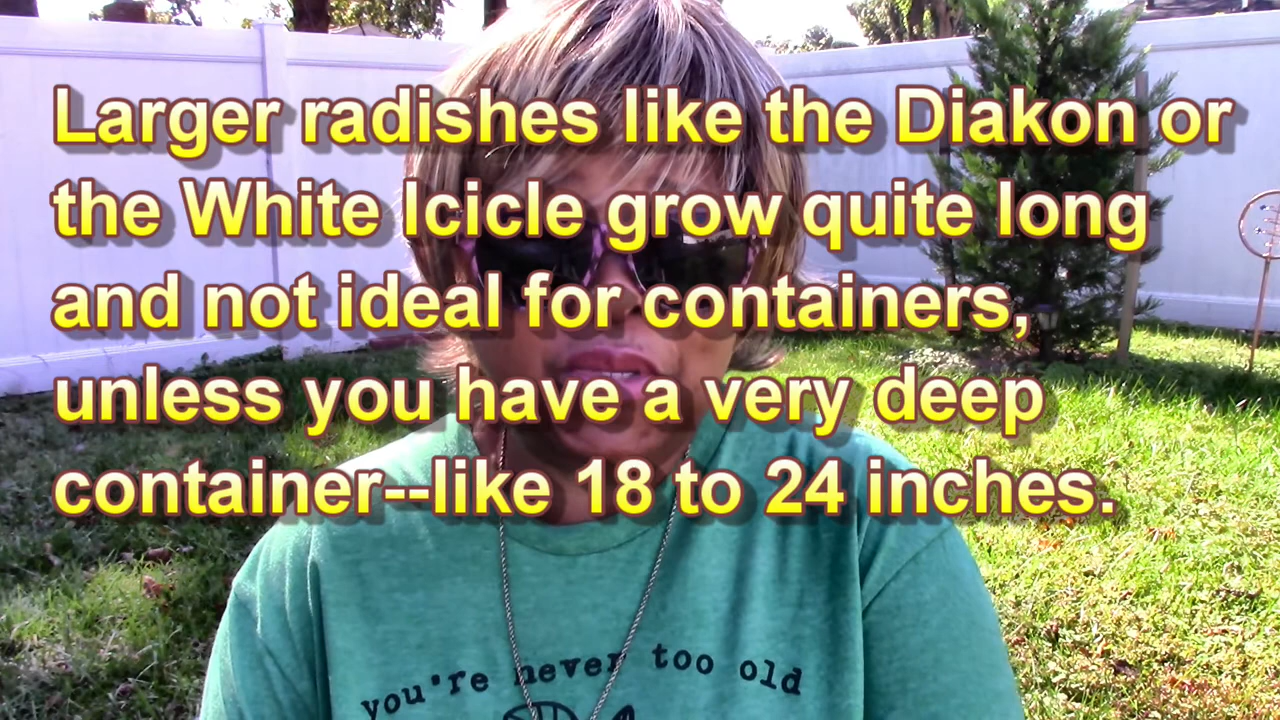 Larger radishes like the Diakon or
the White Icicle grow quite long
and not ideal for containers,
unless you have a very deep
container--like 18 to 24 inches.
you're never too old